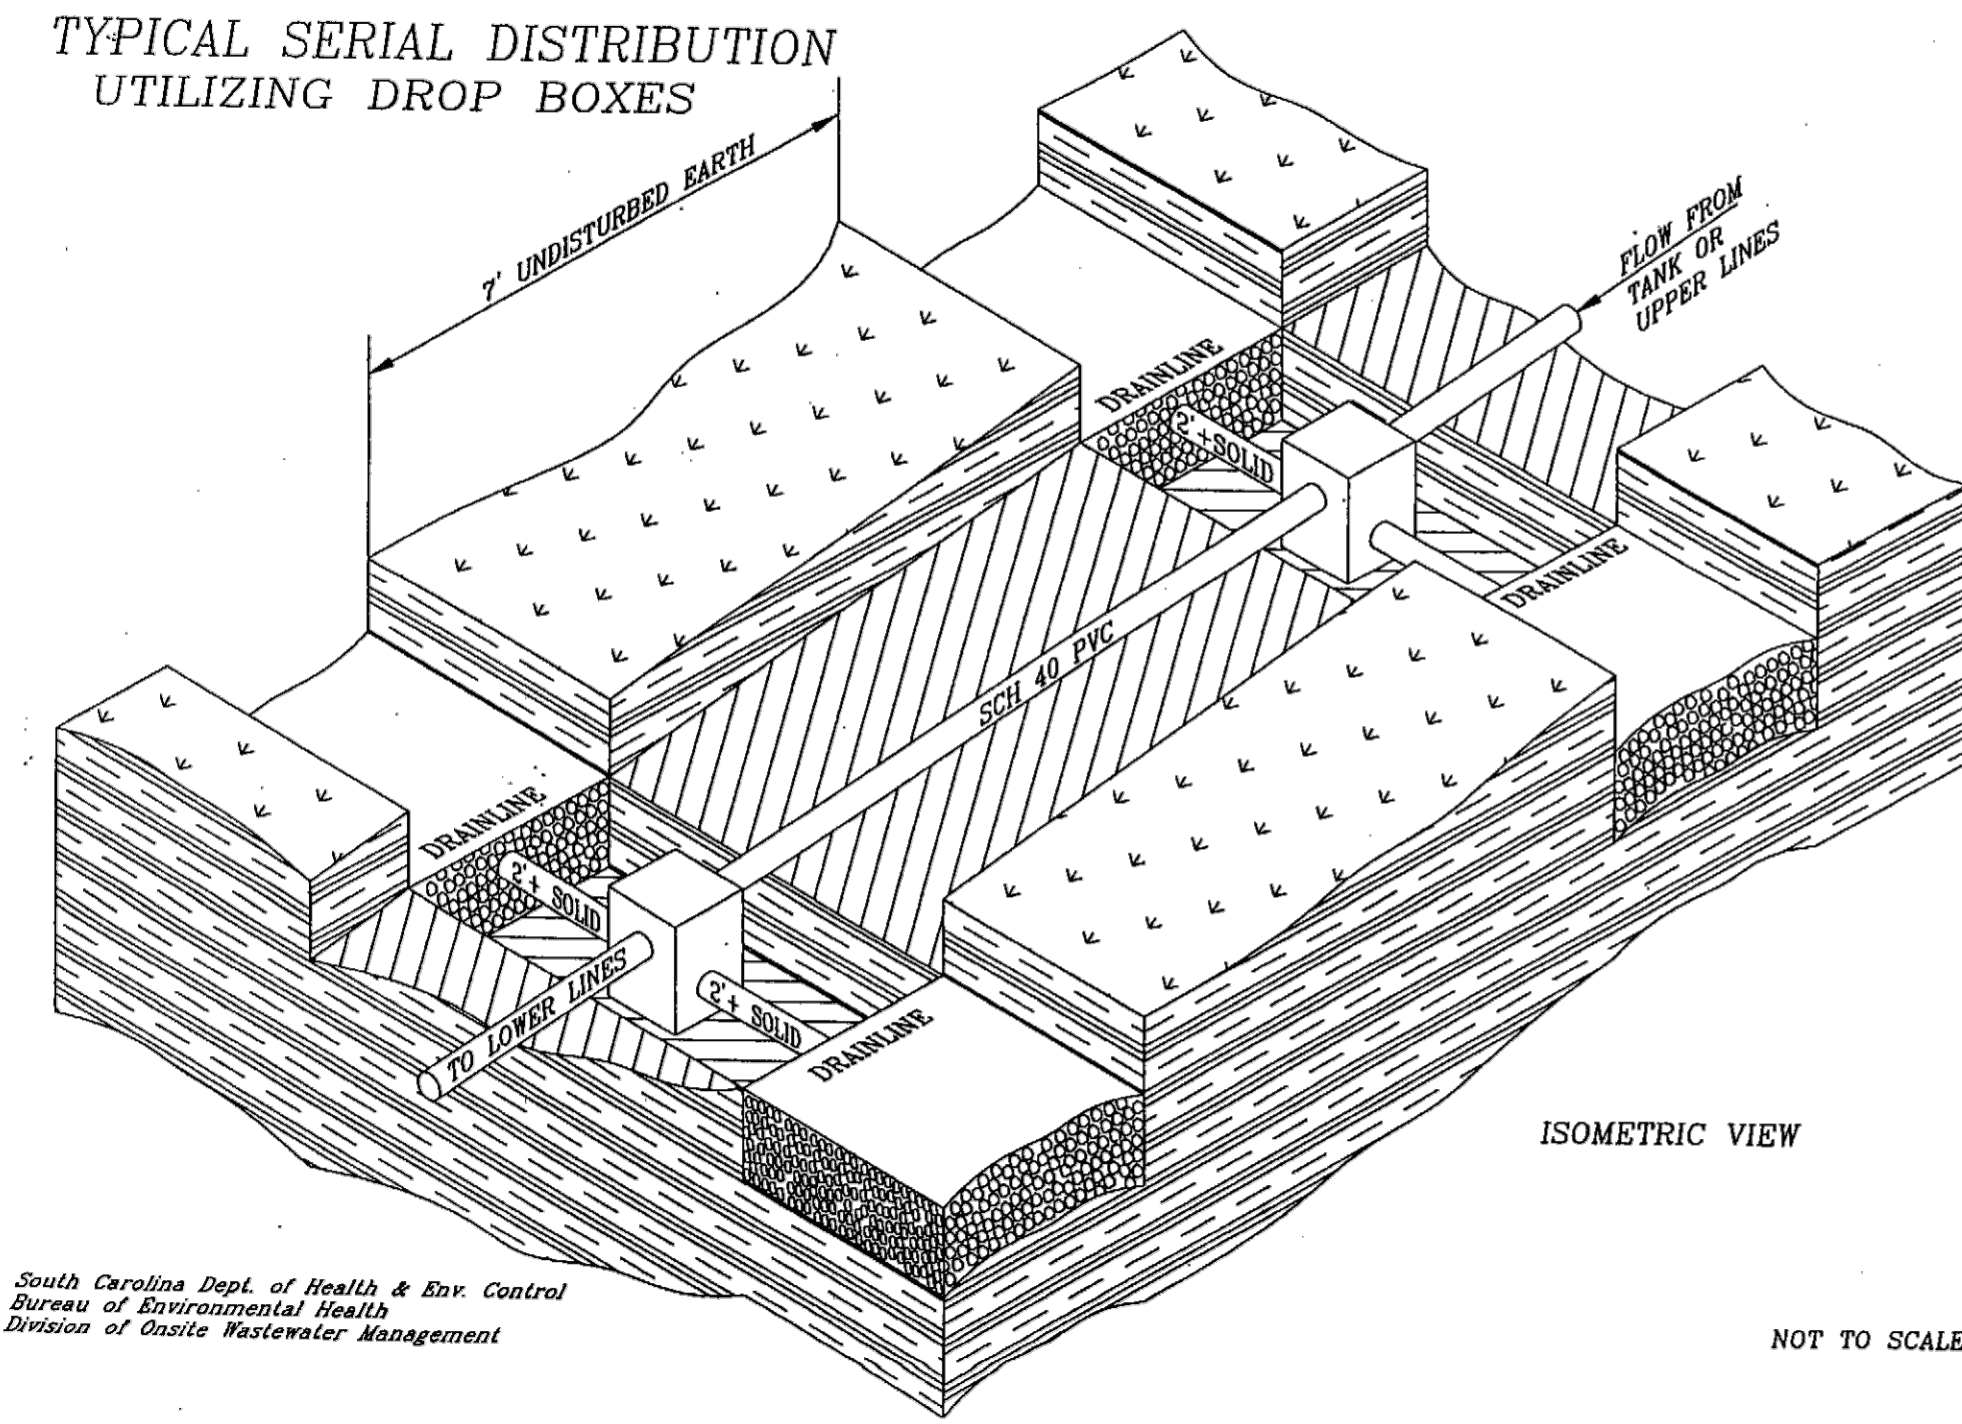 TYPICAL SERIAL DISTRIBUTION
UTILIZING DROP BOXES
7' UNDISTURBED EARTH
FLOW FROM
TANK OR
UPPER LINES
DRAINLINE
2'+ SOLID
DRAINLINE
SCH 40 PVC
DRAINLINE
2'+ SOLID
2'+ SOLID
TO LOWER LINES
DRAINLINE
ISOMETRIC VIEW
South Carolina Dept. of Health & Env. Control
Bureau of Environmental Health
Division of Onsite Wastewater Management
NOT TO SCALE